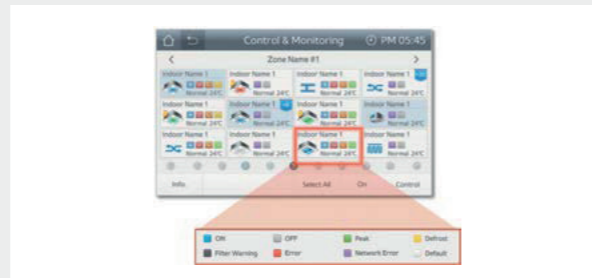 Control & Monitoring PM 05:45
Zone Name #1
Indoor Name 1 Indoor Name 1 Indoor Name 1 Indoor Name 1
Normal 24℃ Normal 24℃ Normal 24℃ Normal 24℃
Indoor Name 1 Indoor Name 1 Indoor Name 1 Indoor Name 1
Normal 24℃ Normal 24℃ Normal 24℃ Normal 24℃
Indoor Name 1 Indoor Name 1 Indoor Name 1 Indoor Name 1
Normal 24℃ Normal 24℃ Normal 24℃ Normal 24℃
Info Select All On Control
ON OFF Peak Defrost
Filter Warning Error Network Error Default